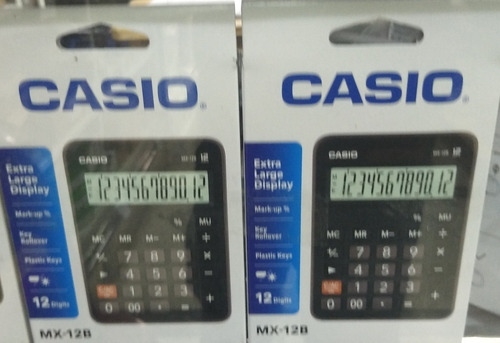 CASIO
Extra
Large
Display
Mark-up %
Key
Rollover
Plastic Keys
12 Digits
CASIO
12
123456789012
% MU
MC MR M- M+ ÷
7 8 9 ×
4 5 6 -
1 2 3
0 00 · = +
MX-12B
CASIO
Extra
Large
Display
Mark-up %
Key
Rollover
Plastic Keys
12 Digits
CASIO
12
123456789012
% MU
MC MR M- M+ ÷
7 8 9 ×
4 5 6 -
1 2 3
0 00 · = +
MX-12B